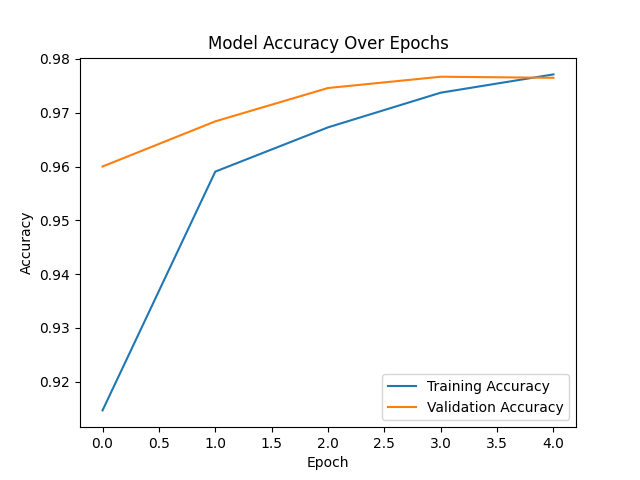 Model Accuracy Over Epochs
0.98
0.97
0.96
0.95
0.94
0.93
0.92
Accuracy
Training Accuracy
Validation Accuracy
0.0 0.5 1.0 1.5 2.0 2.5 3.0 3.5 4.0
Epoch